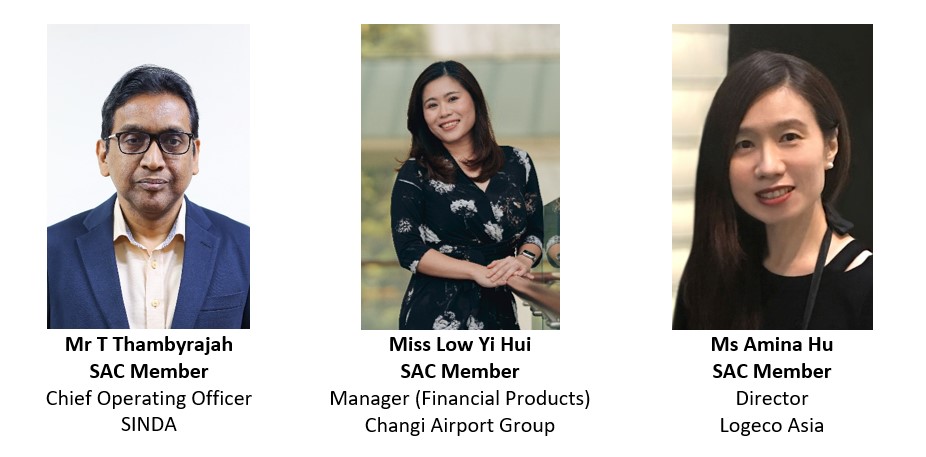 Mr T Thambyrajah
SAC Member
Chief Operating Officer
SINDA
Miss Low Yi Hui
SAC Member
Manager (Financial Products)
Changi Airport Group
Ms Amina Hu
SAC Member
Director
Logeco Asia